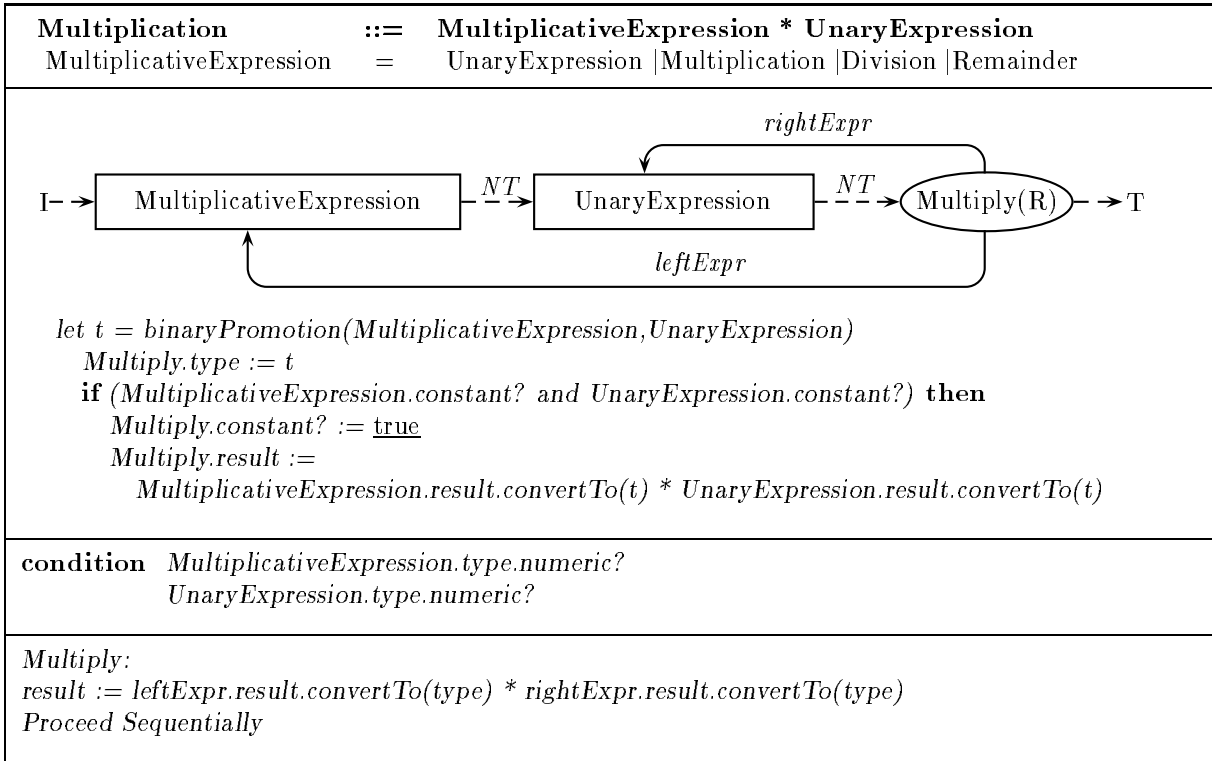 Multiplication ::= MultiplicativeExpression * UnaryExpression
MultiplicativeExpression = UnaryExpression |Multiplication |Division |Remainder
rightExpr
I MultiplicativeExpression NT UnaryExpression NT Multiply(R) T
leftExpr
let t = binaryPromotion(MultiplicativeExpression,UnaryExpression)
Multiply.type := t
if (MultiplicativeExpression.constant? and UnaryExpression.constant?) then
Multiply.constant? := true
Multiply.result :=
MultiplicativeExpression.result.convertTo(t) * UnaryExpression.result.convertTo(t)
condition MultiplicativeExpression.type.numeric?
UnaryExpression.type.numeric?
Multiply:
result := leftExpr.result.convertTo(type) * rightExpr.result.convertTo(type)
Proceed Sequentially